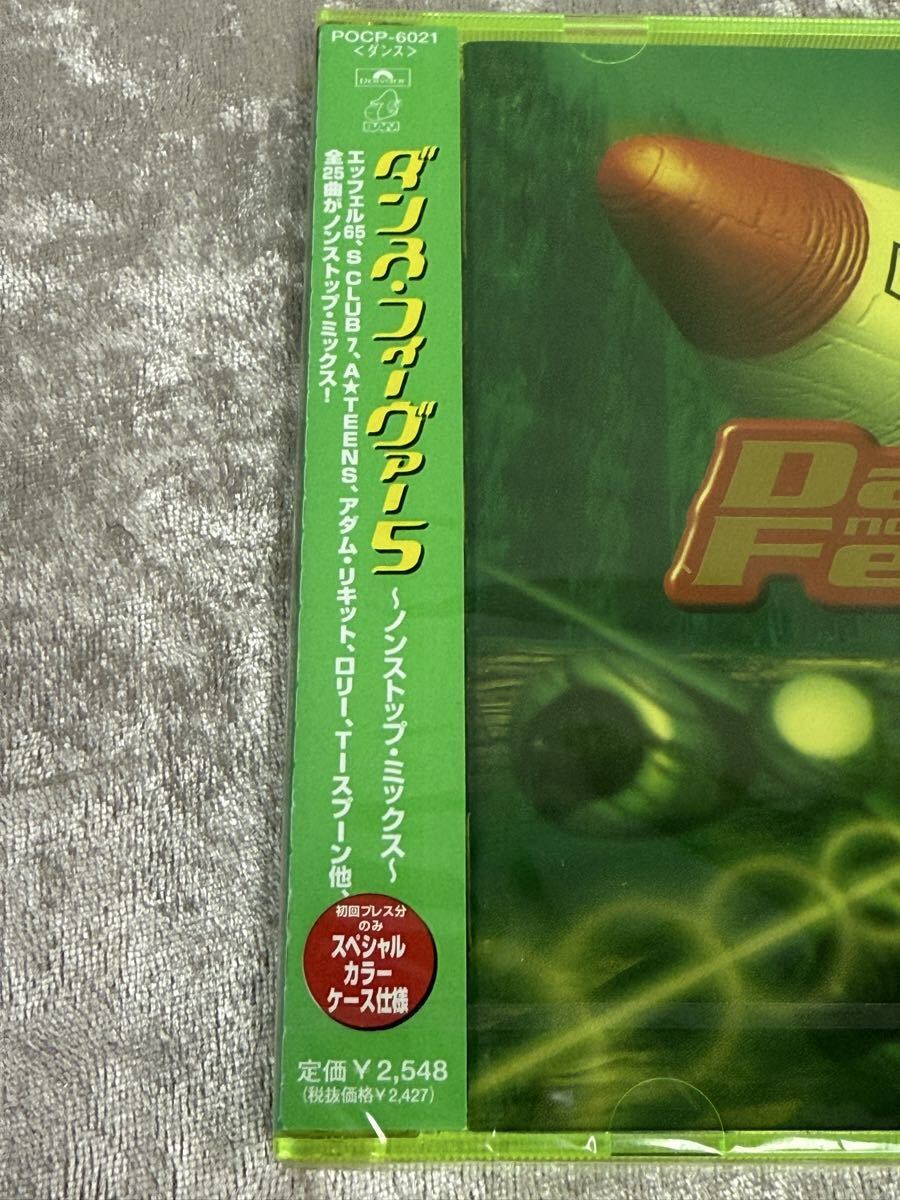 POCP-6021
<ダンス>
Polydor
BAM
ダンス・フィーヴァー5
～ノンストップ・ミックス～
エッフェル65、S CLUB 7、A★TEENS、アダム・リキット、ロリー、T－スプーン他、
全25曲がノンストップ・ミックス!
初回プレス分
のみ
スペシャル
カラー
ケース仕様
定価￥2,548
(税抜価格￥2,427)
Da
no
Fe